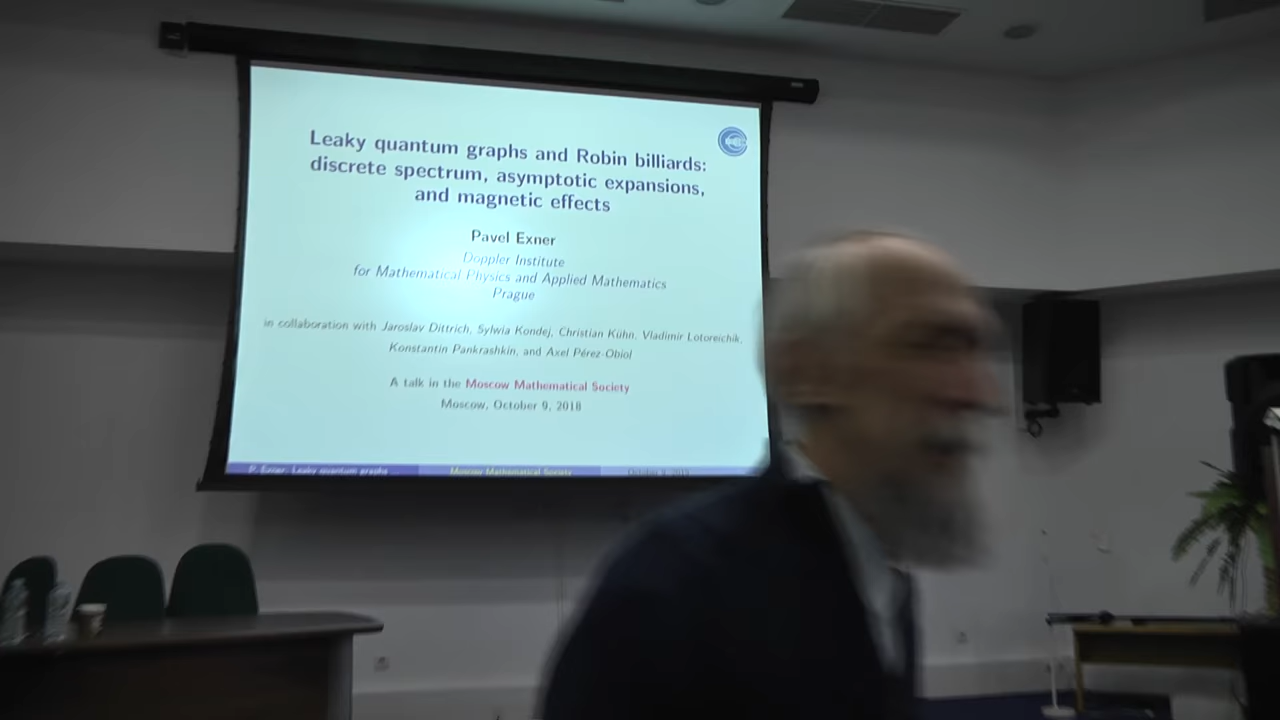 Leaky quantum graphs and Robin billiards:
discrete spectrum, asymptotic expansions,
and magnetic effects
Pavel Exner
Doppler Institute
for Mathematical Physics and Applied Mathematics
Prague
in collaboration with Jaroslav Dittrich, Sylwia Kondej, Christian Kühn, Vladimir Lotoreichik,
Konstantin Pankrashkin, and Axel Pérez-Obiol
A talk in the Moscow Mathematical Society
Moscow, October 9, 2018
P. Exner: Leaky quantum graphs Moscow Mathematical Society October 9, 2018